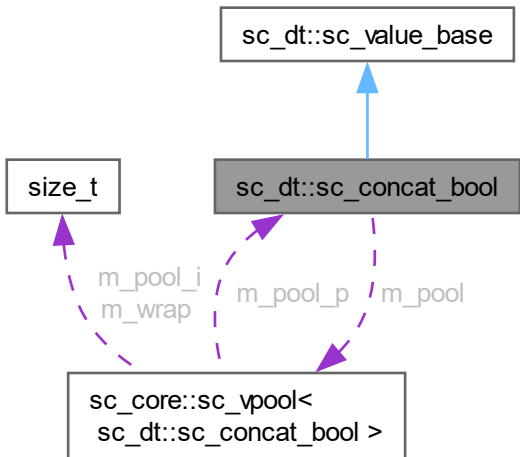 sc_dt::sc_value_base
size_t
sc_dt::sc_concat_bool
m_pool_i
m_wrap
m_pool_p
m_pool
sc_core::sc_vpool<
sc_dt::sc_concat_bool >